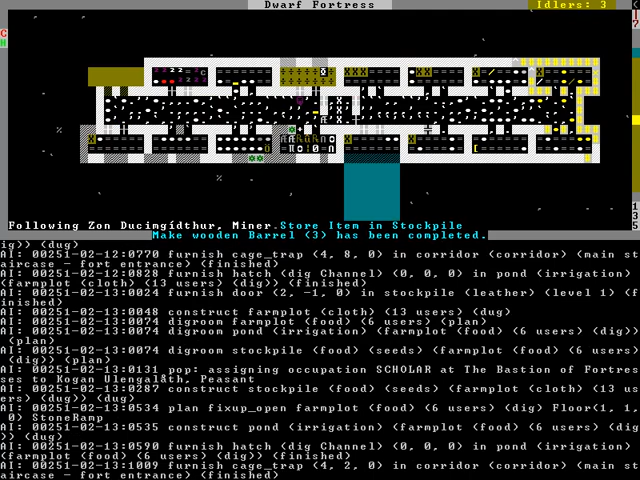 Dwarf Fortress
Idlers: 3
Following Zon Ducimgídthur, Miner Store Item in Stockpile
Make wooden Barrel (3) has been completed.
ig)) (dug)
AI: 00251-02-12:0770 furnish cage_trap (4, 8, 0) in corridor (corridor) (main st
aircase - fort entrance) (finished)
AI: 00251-02-12:0828 furnish hatch (dig Channel) (0, 0, 0) in pond (irrigation)
(farmplot (cloth) (13 users) (dig)) (finished)
AI: 00251-02-13:0024 furnish door (2, -1, 0) in stockpile (leather) (level 1) (f
inished)
AI: 00251-02-13:0048 construct farmplot (cloth) (13 users) (dug)
AI: 00251-02-13:0074 digroom farmplot (food) (6 users) (plan)
AI: 00251-02-13:0074 digroom pond (irrigation) (farmplot (food) (6 users) (dig))
(plan)
AI: 00251-02-13:0074 digroom stockpile (food) (seeds) (farmplot (food) (6 users)
(dig)) (plan)
AI: 00251-02-13:0131 pop: assigning occupation SCHOLAR at The Bastion of Fortres
ses to Kogan Ulengalåth, Peasant
AI: 00251-02-13:0287 construct stockpile (food) (seeds) (farmplot (cloth) (13 us
ers) (dug)) (dug)
AI: 00251-02-13:0534 plan fixup_open farmplot (food) (6 users) (dig) Floor(1, 1,
0) StoneRamp
AI: 00251-02-13:0535 construct pond (irrigation) (farmplot (food) (6 users) (dig
)) (dug)
AI: 00251-02-13:0590 furnish hatch (dig Channel) (0, 0, 0) in pond (irrigation)
(farmplot (food) (6 users) (dig)) (finished)
AI: 00251-02-13:1009 furnish cage_trap (4, 2, 0) in corridor (corridor) (main st
aircase - fort entrance) (finished)